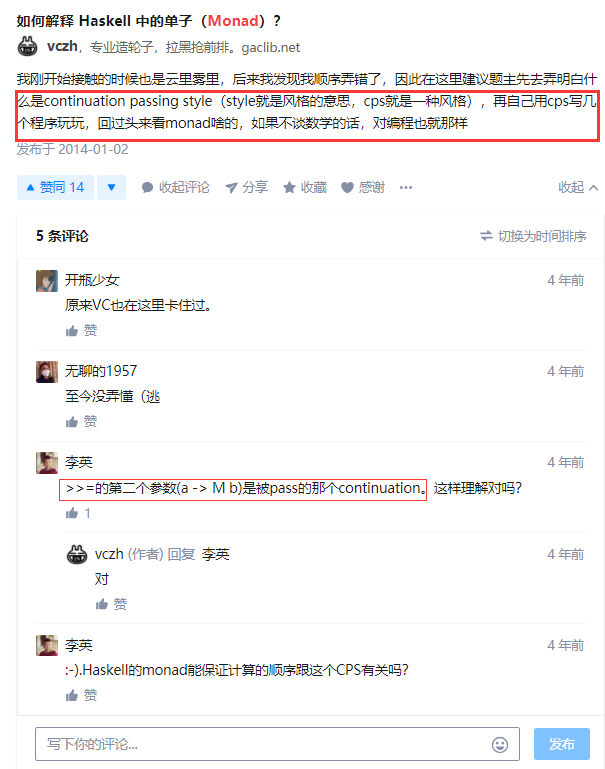 如何解释 Haskell 中的单子（Monad）？
vczh，专业造轮子，拉黑抢前排。gaclib.net
我刚开始接触的时候也是云里雾里，后来我发现我顺序弄错了，因此在这里建议题主先去弄明白什
么是continuation passing style（style就是风格的意思，cps就是一种风格），再自己用cps写几
个程序玩玩，回过头来看monad啥的，如果不谈数学的话，对编程也就那样
发布于 2014-01-02
赞同 14 收起评论 分享 收藏 感谢 ··· 收起
5 条评论 切换为时间排序
开瓶少女 4 年前
原来VC也在这里卡住过。
赞
无聊的1957 4 年前
至今没弄懂（逃
赞
李英 4 年前
>>=的第二个参数(a -> M b)是被pass的那个continuation。这样理解对吗？
1
vczh (作者) 回复 李英 4 年前
对
赞
李英 4 年前
:-).Haskell的monad能保证计算的顺序跟这个CPS有关吗？
赞
写下你的评论... 发布